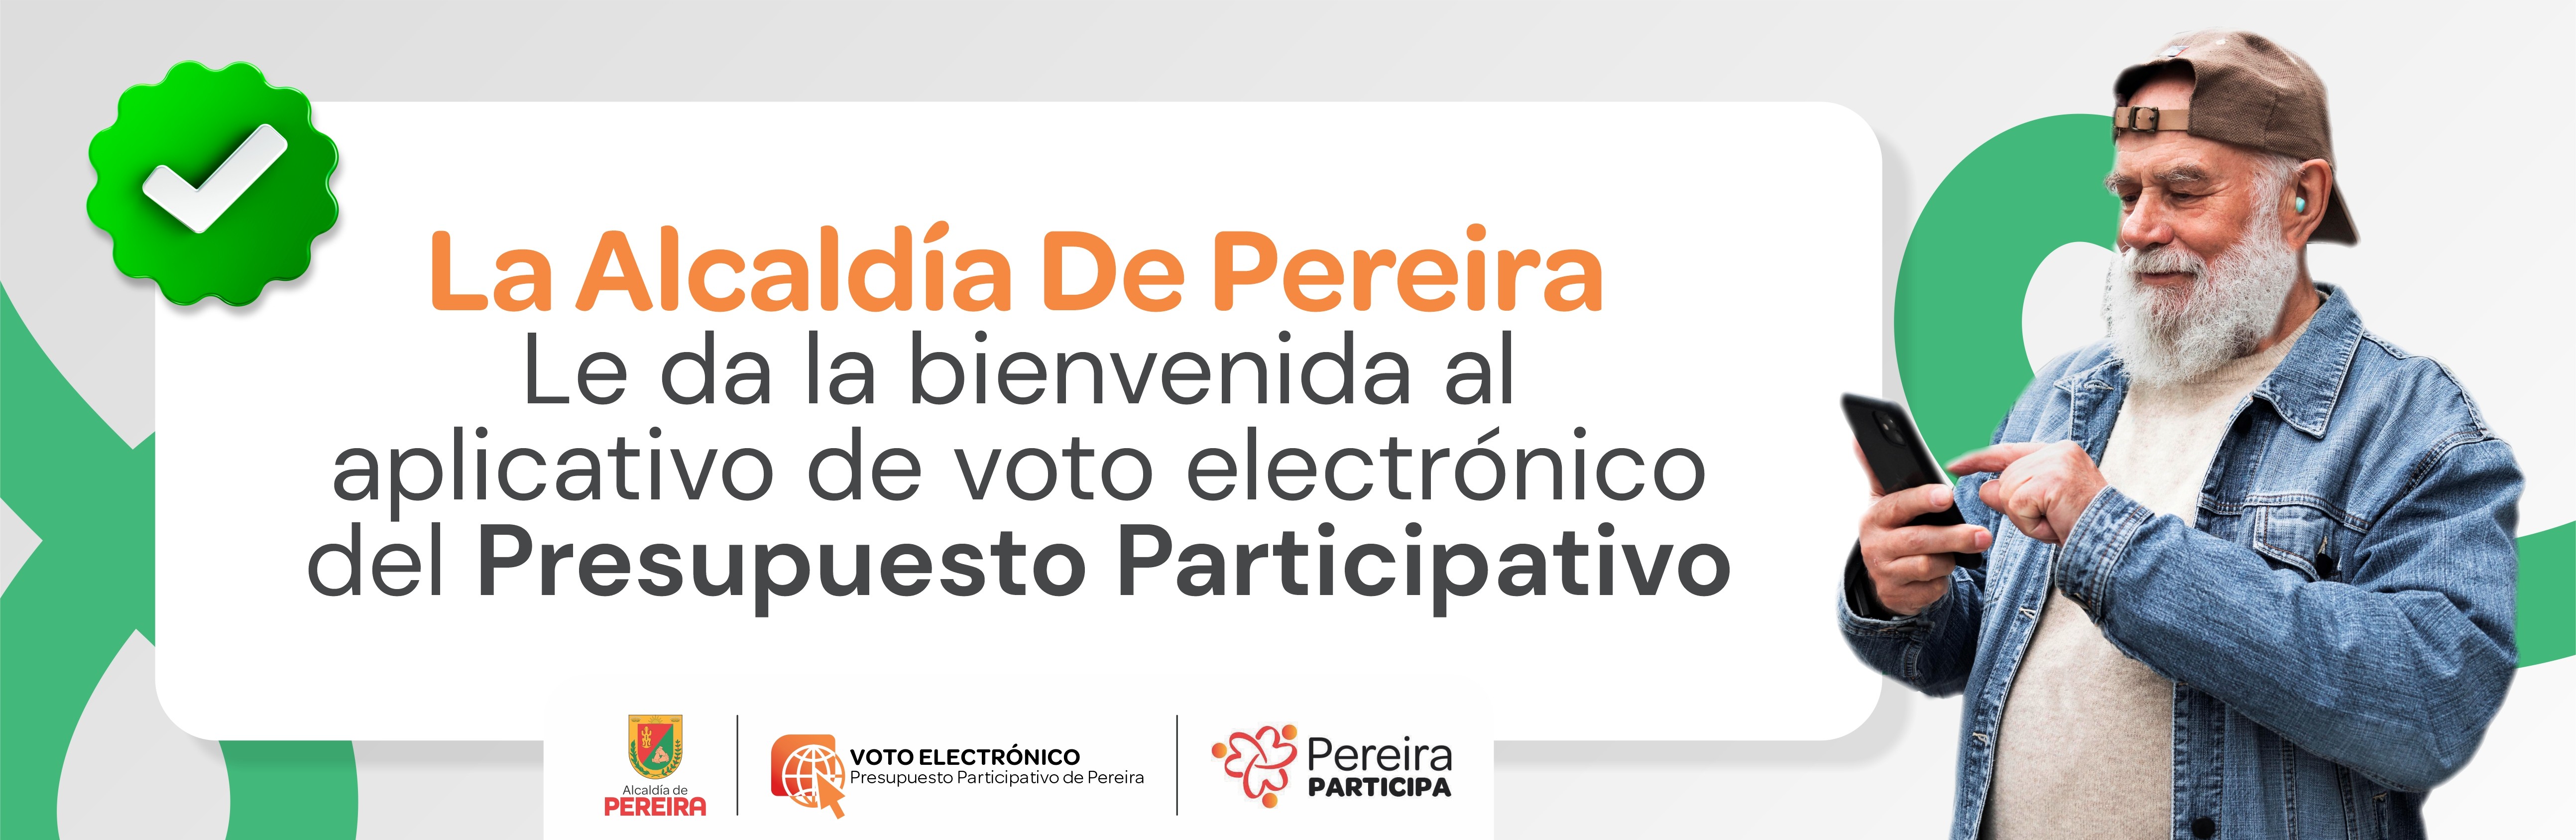 La Alcaldía De Pereira
Le da la bienvenida al
aplicativo de voto electrónico
del Presupuesto Participativo
Alcaldía de
PEREIRA
VOTO ELECTRÓNICO
Presupuesto Participativo de Pereira
Pereira
PARTICIPA